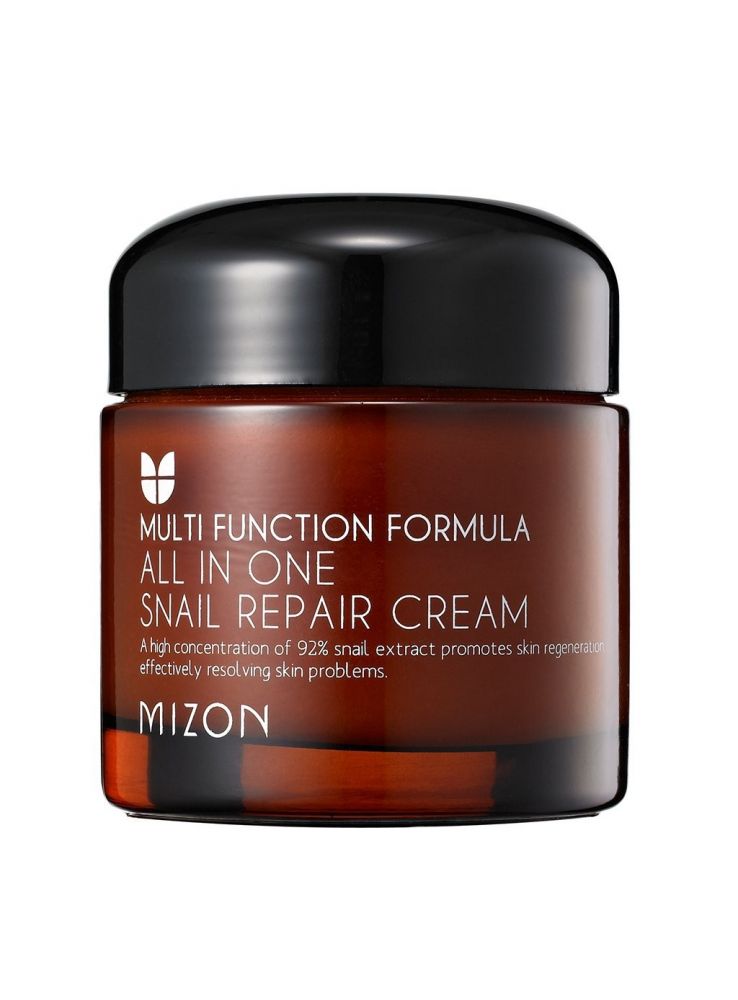 MULTI FUNCTION FORMULA
ALL IN ONE
SNAIL REPAIR CREAM
A high concentration of 92% snail extract promotes skin regeneration
effectively resolving skin problems.
MIZON